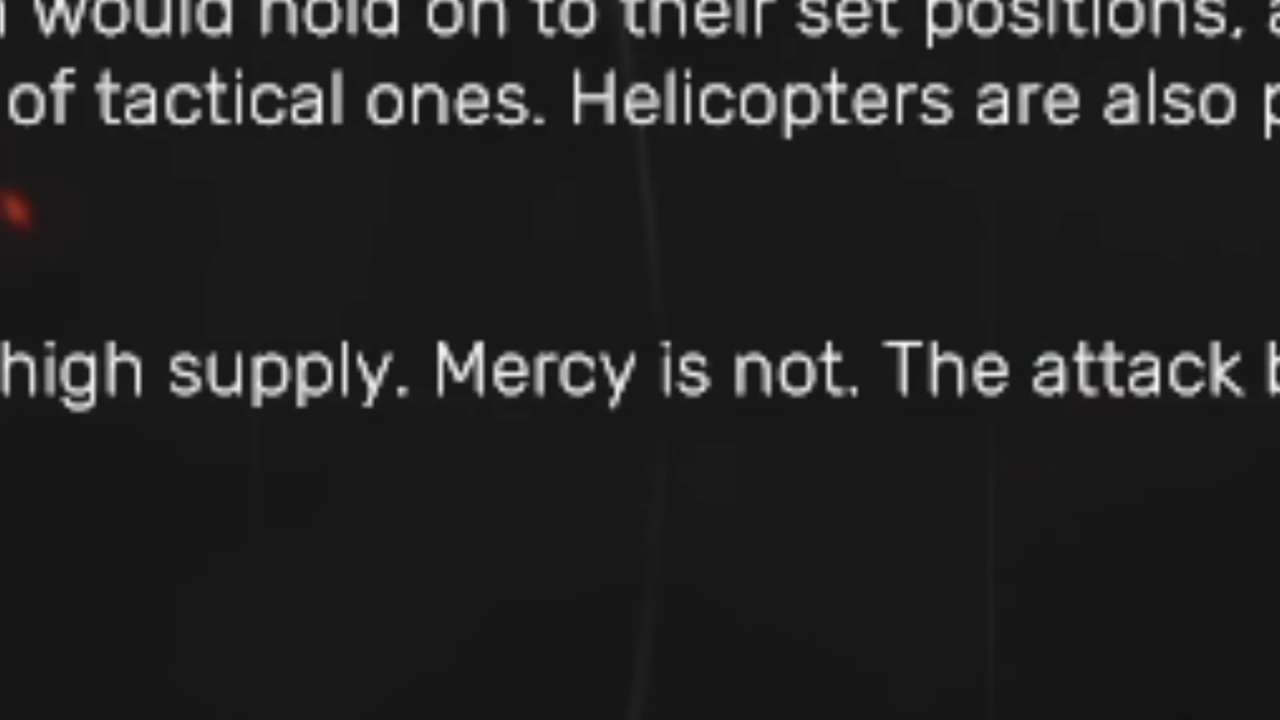 would hold on to their set positions,
of tactical ones. Helicopters are also
high supply. Mercy is not. The attack